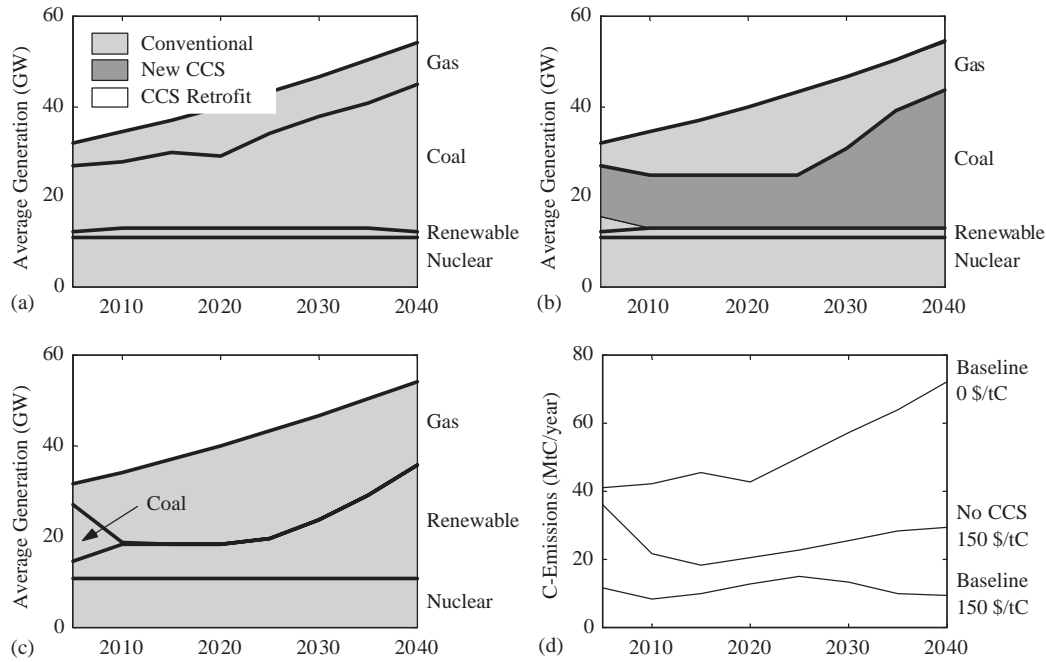 60
40
20
0
Average Generation (GW)
Conventional
New CCS
CCS Retrofit
Gas
Coal
Renewable
Nuclear
(a)
2010 2020 2030 2040
60
40
20
0
Average Generation (GW)
Gas
Coal
Renewable
Nuclear
(b)
2010 2020 2030 2040
60
40
20
0
Average Generation (GW)
Coal
Gas
Renewable
Nuclear
(c)
2010 2020 2030 2040
80
60
40
20
0
C-Emissions (MtC/year)
Baseline
0 $/tC
No CCS
150 $/tC
Baseline
150 $/tC
(d)
2010 2020 2030 2040